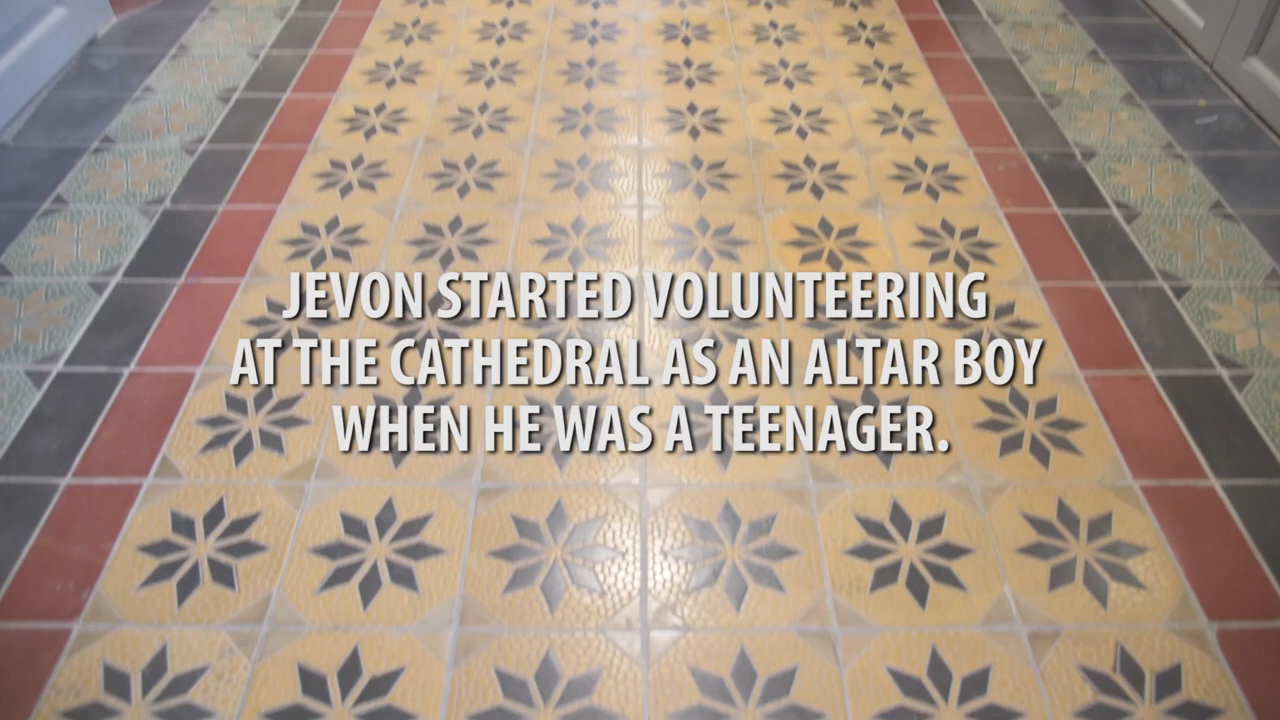 JEVON STARTED VOLUNTEERING
AT THE CATHEDRAL AS AN ALTAR BOY
WHEN HE WAS A TEENAGER.